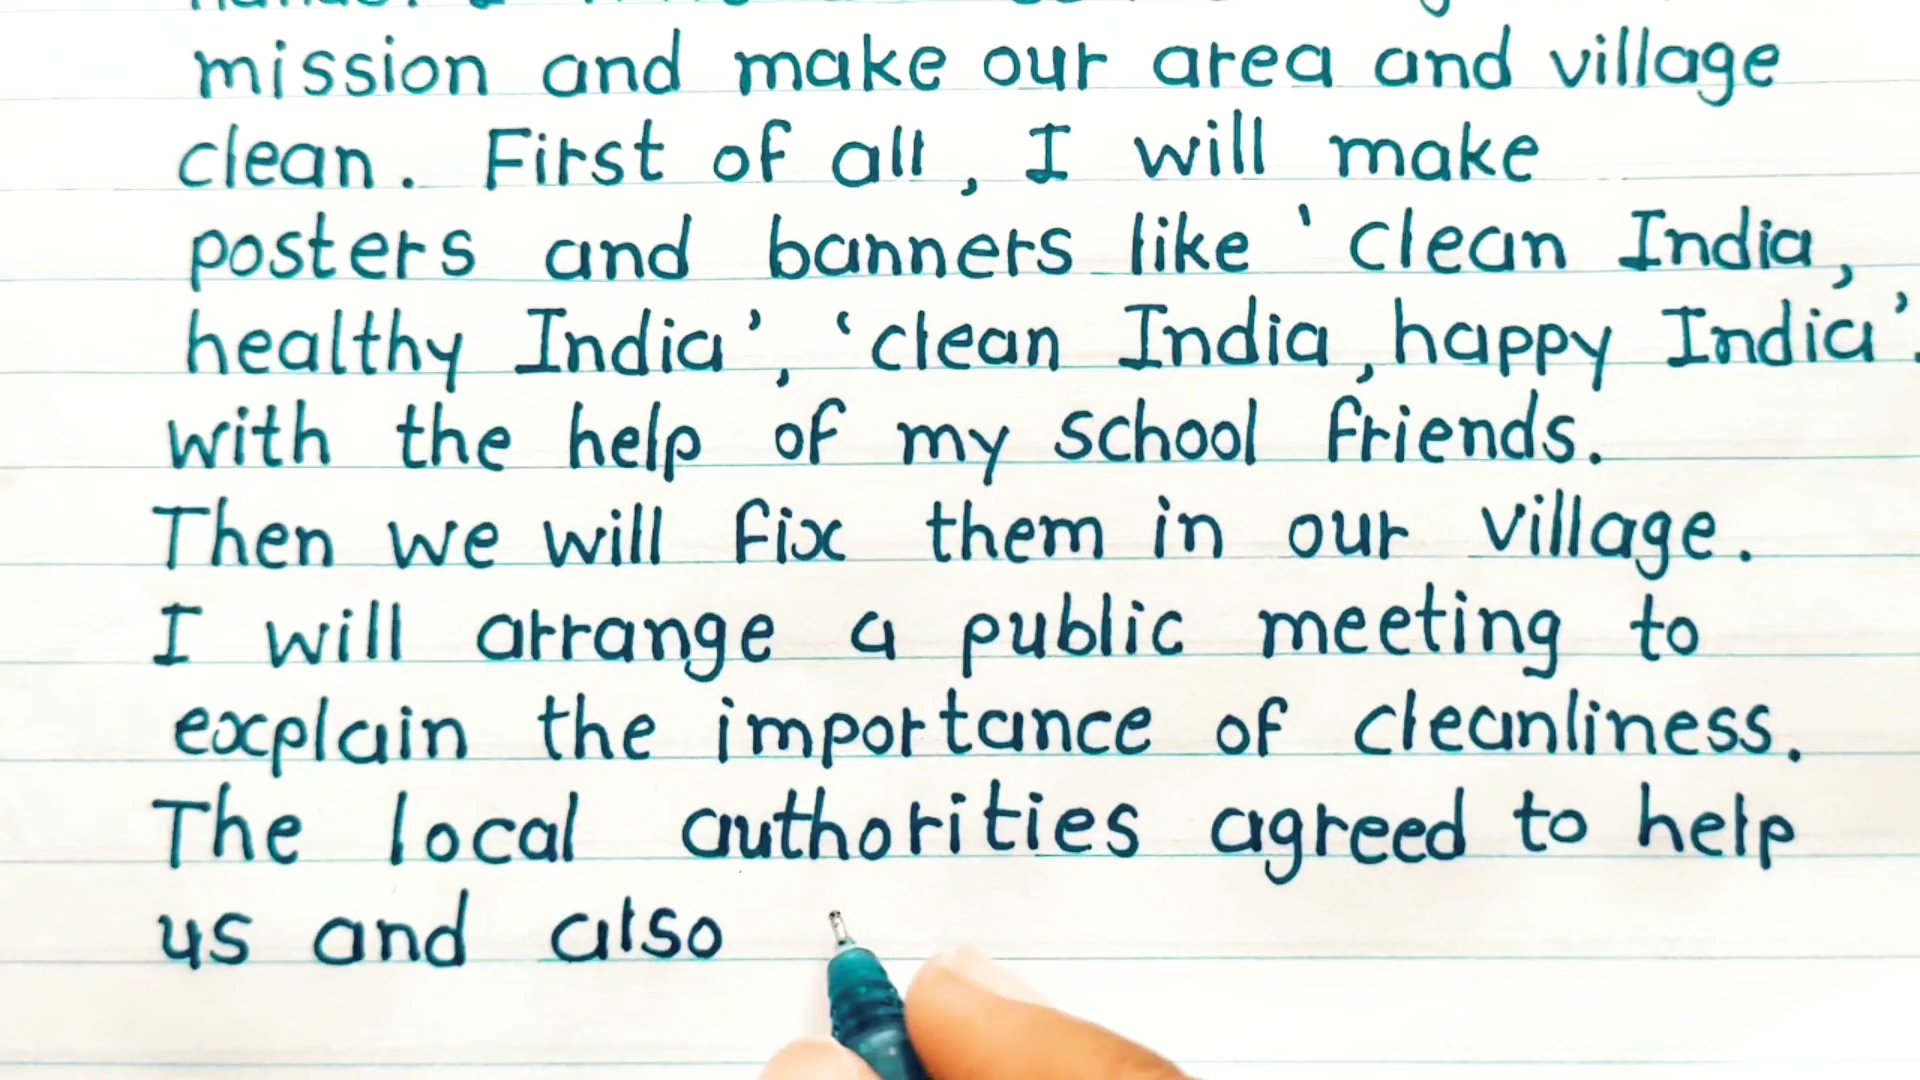 mission and make our area and village
clean. First of all, I will make
posters and banners like 'clean India,
healthy India', 'clean India, happy India'.
with the help of my school friends.
Then we will fix them in our village.
I will arrange a public meeting to
explain the importance of cleanliness.
The local authorities agreed to help
us and also